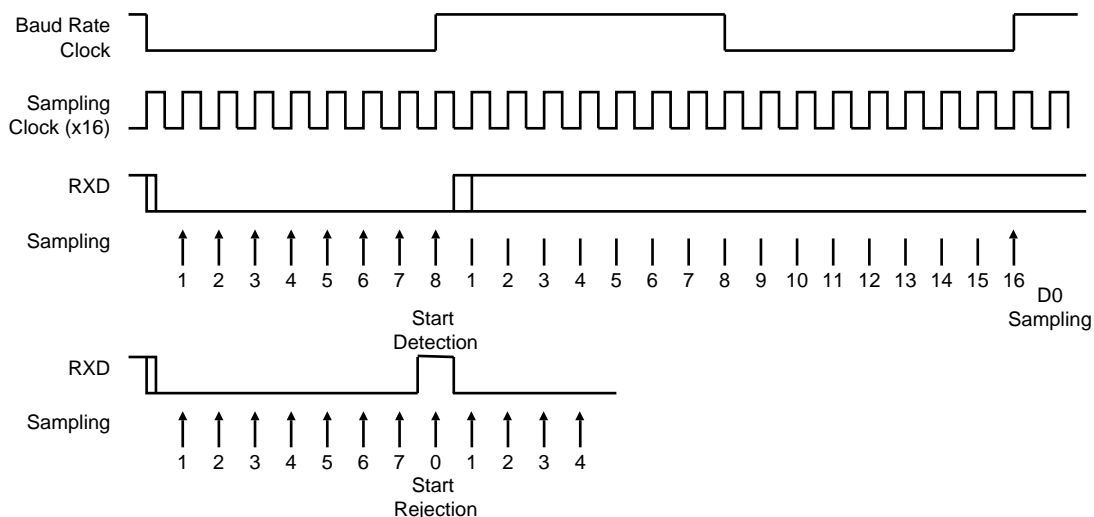 Baud Rate
Clock
Sampling
Clock (x16)
RXD
Sampling
1 2 3 4 5 6 7 8 1 2 3 4 5 6 7 8 9 10 11 12 13 14 15 16
D0
Sampling
Start
Detection
RXD
Sampling
1 2 3 4 5 6 7 0 1 2 3 4
Start
Rejection